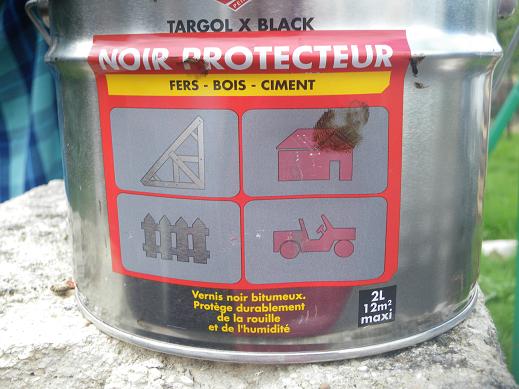 TARGOL X BLACK
NOIR PROTECTEUR
FERS - BOIS - CIMENT
Vernis noir bitumeux.
Protège durablement
de la rouille
et de l'humidité
2L
12m²
maxi